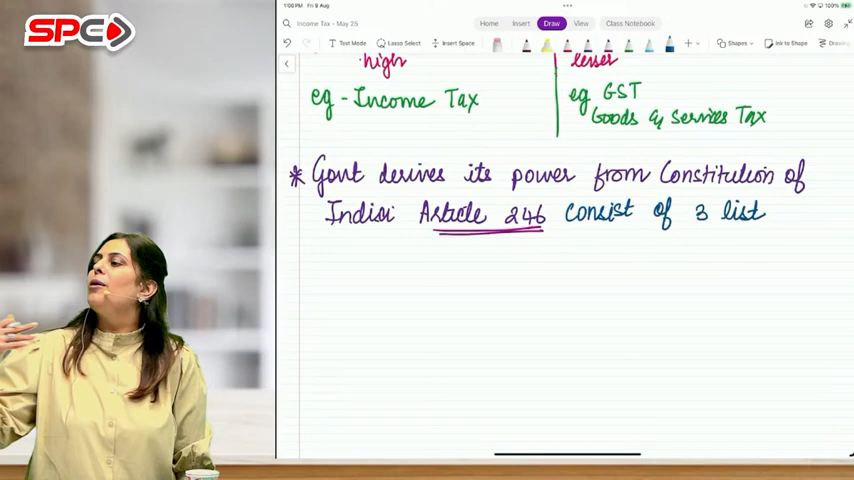 SPC
1:00 PM Fri 9 Aug
100%
Income Tax - May 25
Home Insert Draw View Class Notebook
Text Mode Lasso Select Insert Space Shapes Ink to Shape Drawing
high
lesser
eg - Income Tax
eg GST
Goods & Services Tax
* Govt derives its power from Constitution of
India Article 246 consist of 3 list